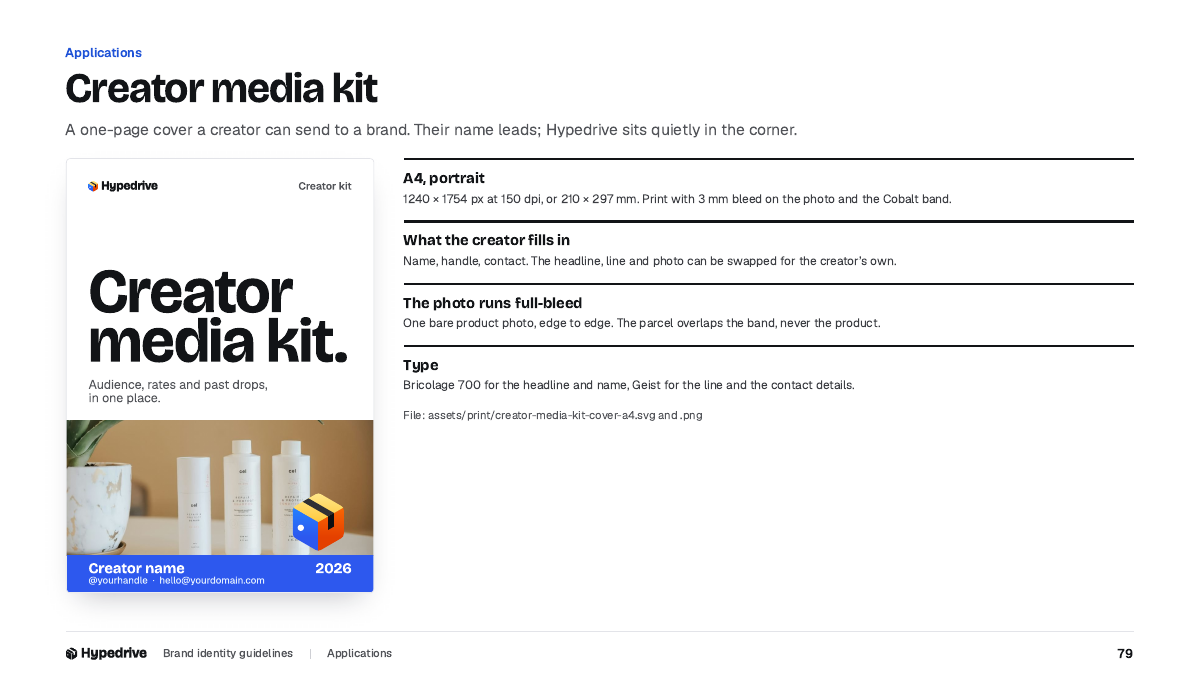 Applications
Creator media kit
A one-page cover a creator can send to a brand. Their name leads; Hypedrive sits quietly in the corner.
Hypedrive
Creator kit
Creator
media kit.
Audience, rates and past drops,
in one place.
cel
cel
cel
Creator name
2026
@yourhandle · hello@yourdomain.com
A4, portrait
1240 × 1754 px at 150 dpi, or 210 × 297 mm. Print with 3 mm bleed on the photo and the Cobalt band.
What the creator fills in
Name, handle, contact. The headline, line and photo can be swapped for the creator's own.
The photo runs full-bleed
One bare product photo, edge to edge. The parcel overlaps the band, never the product.
Type
Bricolage 700 for the headline and name, Geist for the line and the contact details.
File: assets/print/creator-media-kit-cover-a4.svg and .png
Hypedrive
Brand identity guidelines
Applications
79